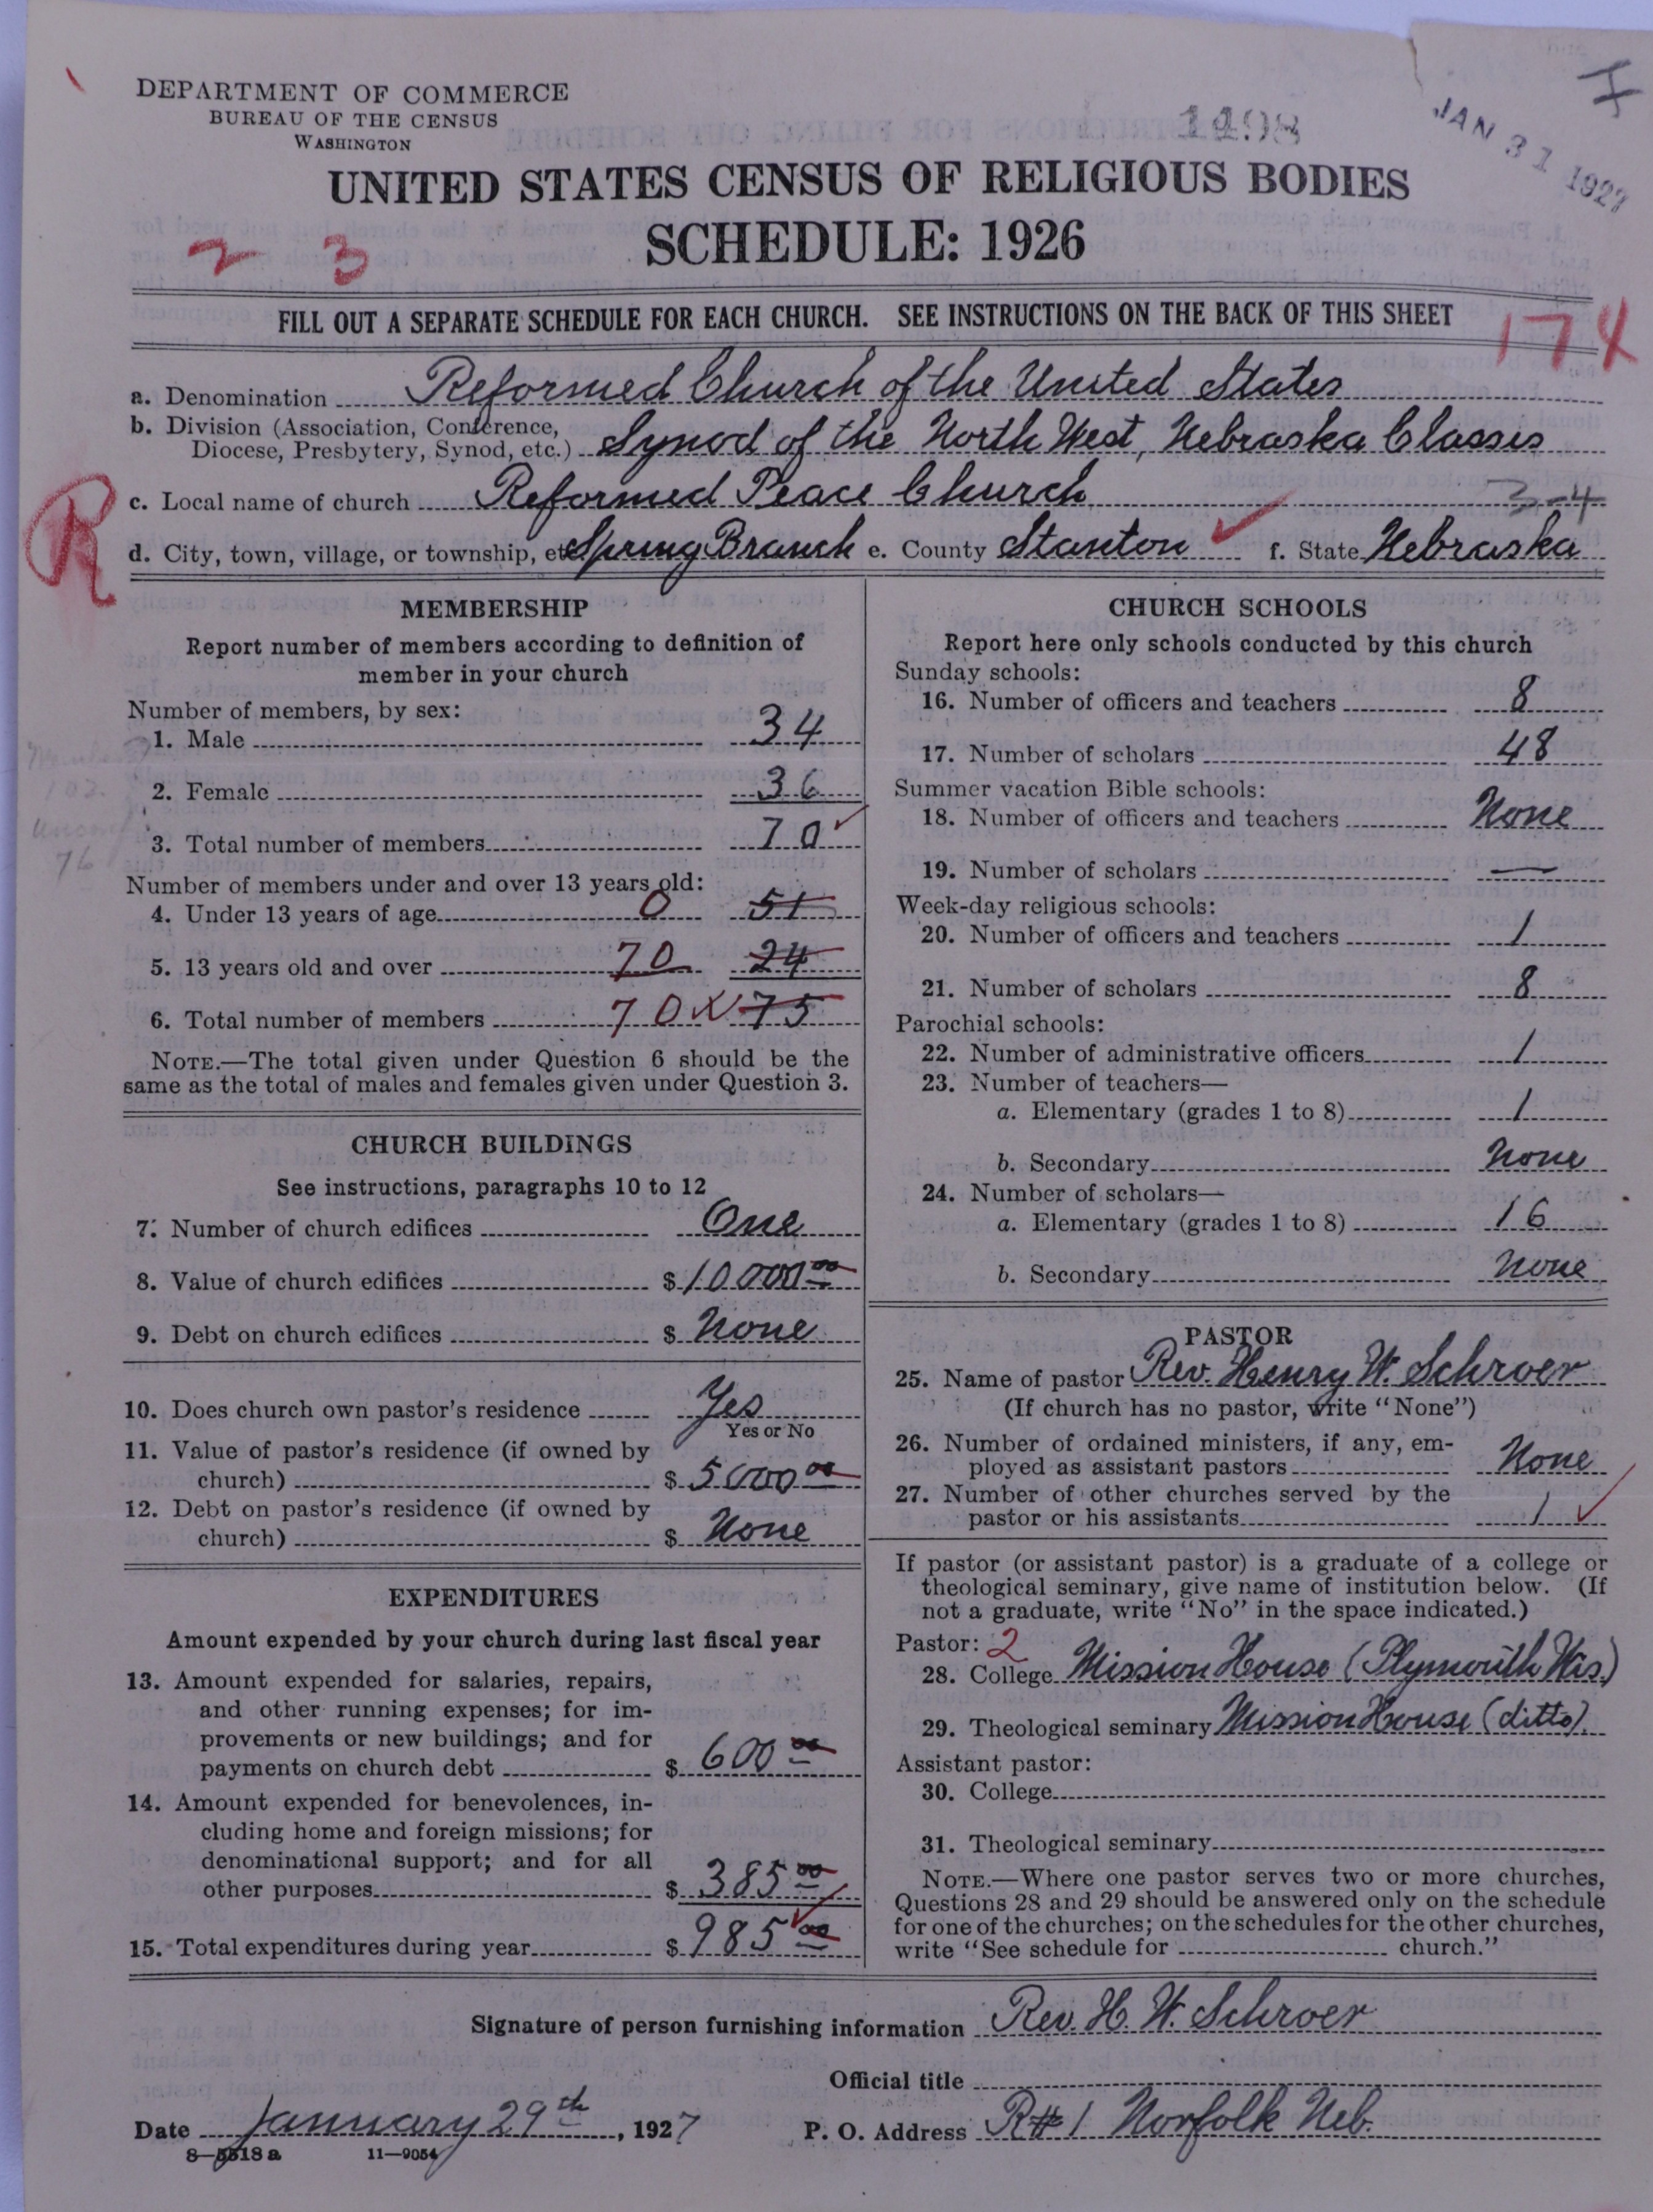 DEPARTMENT OF COMMERCE
BUREAU OF THE CENSUS
WASHINGTON
JAN 31 1927
UNITED STATES CENSUS OF RELIGIOUS BODIES
SCHEDULE: 1926
2 3
FILL OUT A SEPARATE SCHEDULE FOR EACH CHURCH. SEE INSTRUCTIONS ON THE BACK OF THIS SHEET
174
a. Denomination Reformed Church of the United States
b. Division (Association, Conference,
Diocese, Presbytery, Synod, etc.) Synod of the North West, Nebraska Classis
c. Local name of church Reformed Peace Church 3-4
R
d. City, town, village, or township, etc Spring Branch e. County Stanton f. State Nebraska
MEMBERSHIP
Report number of members according to definition of
member in your church
Number of members, by sex:
1. Male 34
2. Female 36
3. Total number of members 70
Number of members under and over 13 years old:
4. Under 13 years of age 0 51
5. 13 years old and over 70 24
6. Total number of members 70 75
NOTE.—The total given under Question 6 should be the
same as the total of males and females given under Question 3.
CHURCH BUILDINGS
See instructions, paragraphs 10 to 12
7. Number of church edifices One
8. Value of church edifices $10000.00
9. Debt on church edifices $ None
10. Does church own pastor's residence Yes
Yes or No
11. Value of pastor's residence (if owned by
church) $ 5000.00
12. Debt on pastor's residence (if owned by
church) $ None
EXPENDITURES
Amount expended by your church during last fiscal year
13. Amount expended for salaries, repairs,
and other running expenses; for im-
provements or new buildings; and for
payments on church debt $ 600.00
14. Amount expended for benevolences, in-
cluding home and foreign missions; for
denominational support; and for all
other purposes $ 385.00
15. Total expenditures during year $ 985.00
CHURCH SCHOOLS
Report here only schools conducted by this church
Sunday schools:
16. Number of officers and teachers 8
17. Number of scholars 48
Summer vacation Bible schools:
18. Number of officers and teachers None
19. Number of scholars —
Week-day religious schools:
20. Number of officers and teachers 1
21. Number of scholars 8
Parochial schools:
22. Number of administrative officers 1
23. Number of teachers—
a. Elementary (grades 1 to 8) 1
b. Secondary None
24. Number of scholars—
a. Elementary (grades 1 to 8) 16
b. Secondary None
PASTOR
25. Name of pastor Rev. Henry W. Schroer
(If church has no pastor, write "None")
26. Number of ordained ministers, if any, em-
ployed as assistant pastors None
27. Number of other churches served by the
pastor or his assistants 1
If pastor (or assistant pastor) is a graduate of a college or
theological seminary, give name of institution below. (If
not a graduate, write "No" in the space indicated.)
Pastor: 2
28. College Mission House (Plymouth Wis.)
29. Theological seminary Mission House (ditto)
Assistant pastor:
30. College
31. Theological seminary
NOTE.—Where one pastor serves two or more churches,
Questions 28 and 29 should be answered only on the schedule
for one of the churches; on the schedules for the other churches,
write "See schedule for church."
Signature of person furnishing information Rev. H. W. Schroer
Official title
Date January 29th, 1927 P. O. Address R#1 Norfolk Neb.
8—5518 a 11—9054